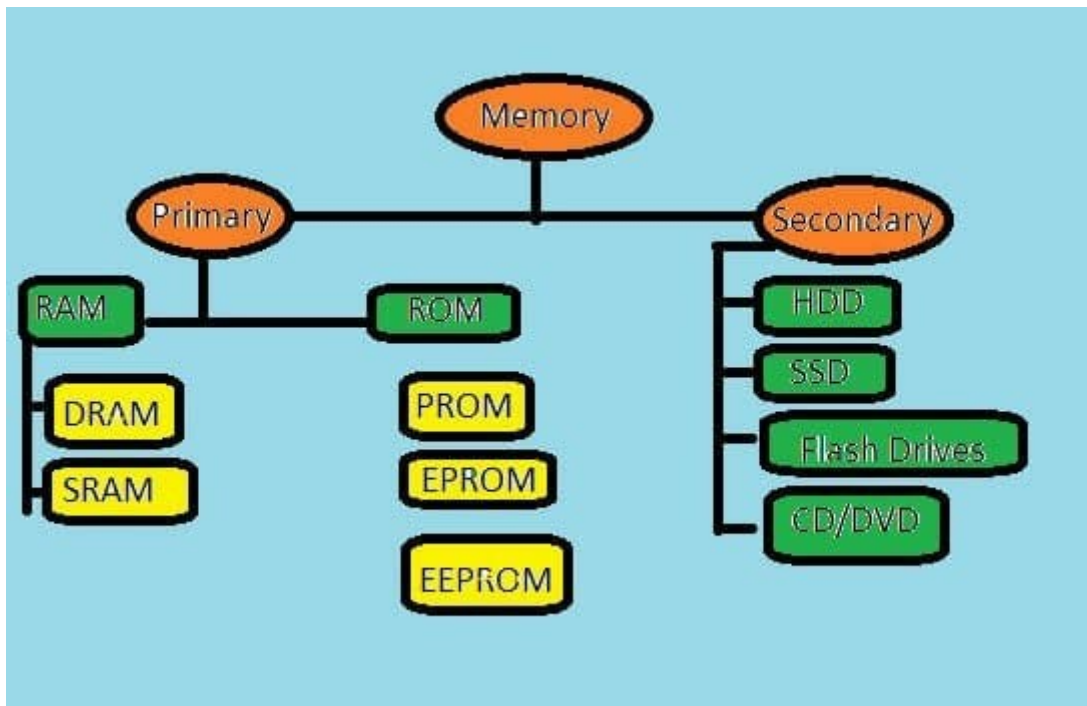 Memory
Primary
Secondary
RAM
ROM
HDD
SSD
DRAM
PROM
Flash Drives
SRAM
EPROM
CD/DVD
EEPROM